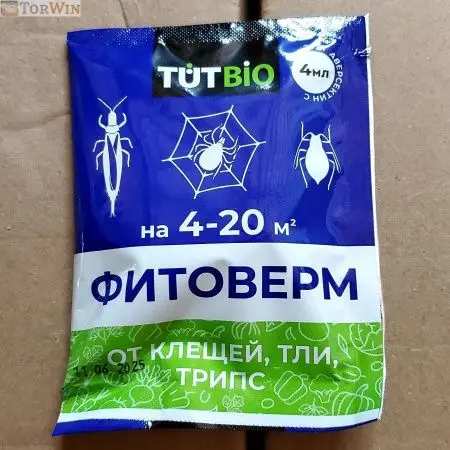 TORWIN
TUTBIO
4мл
АВЕРСЕКТИН С
на 4-20 м²
ФИТОВЕРМ
ОТ КЛЕЩЕЙ, ТЛИ,
11 06 2025
ТРИПС